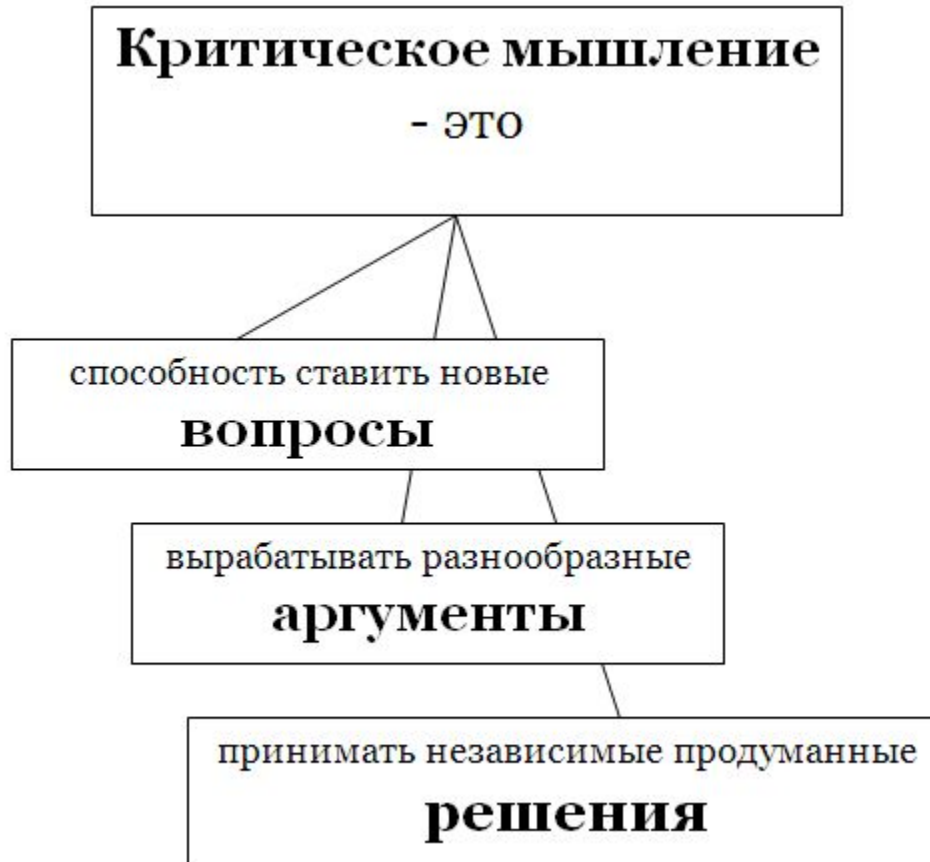 Критическое мышление
- это
способность ставить новые
вопросы
вырабатывать разнообразные
аргументы
принимать независимые продуманные
решения